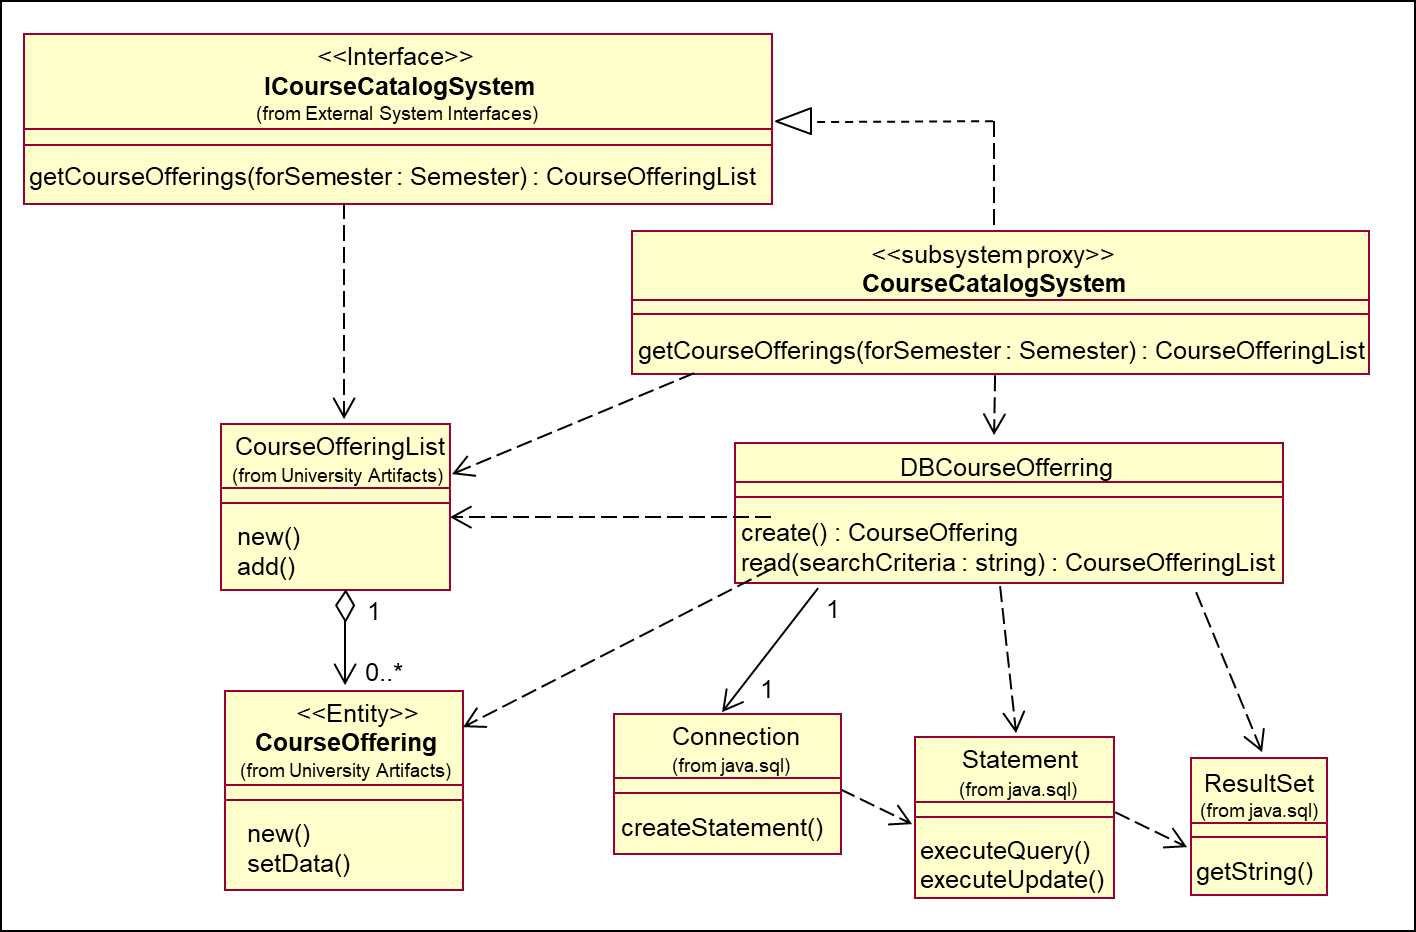 <<Interface>>
ICourseCatalogSystem
(from External System Interfaces)
getCourseOfferings(forSemester : Semester) : CourseOfferingList
<<subsystem proxy>>
CourseCatalogSystem
getCourseOfferings(forSemester : Semester) : CourseOfferingList
CourseOfferingList
(from University Artifacts)
new()
add()
DBCourseOfferring
create() : CourseOffering
read(searchCriteria : string) : CourseOfferingList
1
0..*
1
1
<<Entity>>
CourseOffering
(from University Artifacts)
new()
setData()
Connection
(from java.sql)
createStatement()
Statement
(from java.sql)
executeQuery()
executeUpdate()
ResultSet
(from java.sql)
getString()